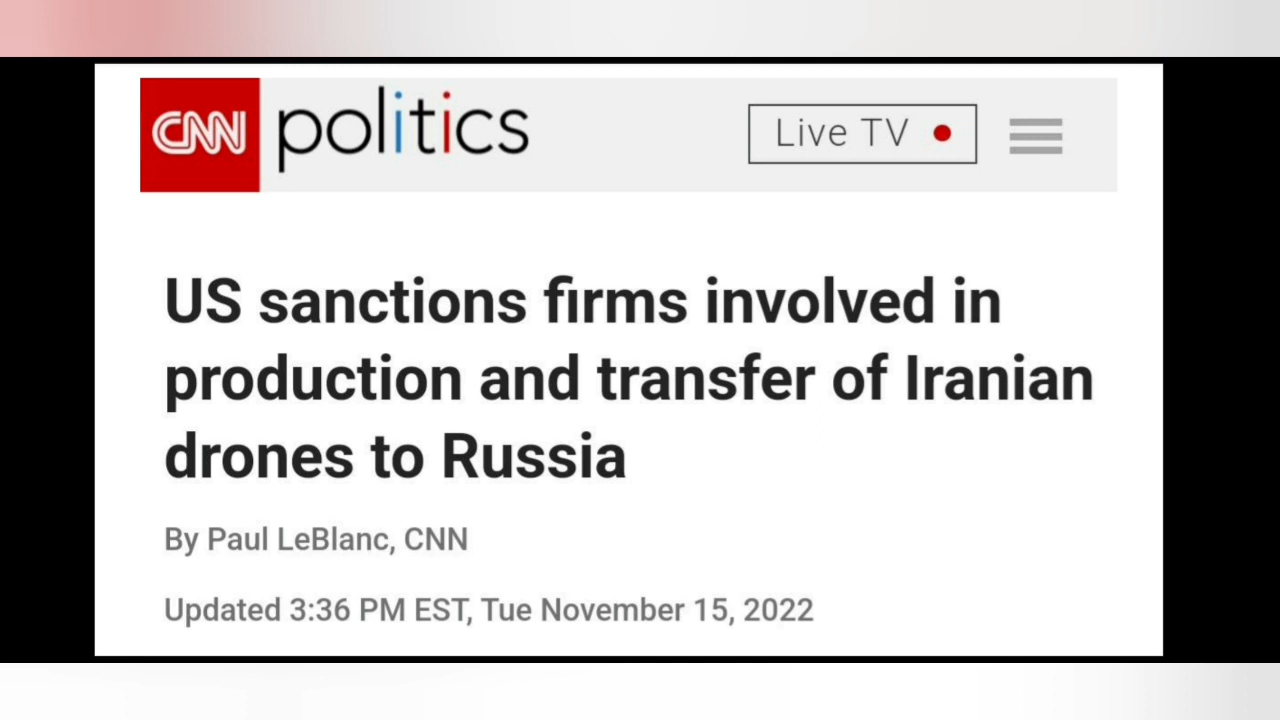 CNN politics Live TV
US sanctions firms involved in
production and transfer of Iranian
drones to Russia
By Paul LeBlanc, CNN
Updated 3:36 PM EST, Tue November 15, 2022